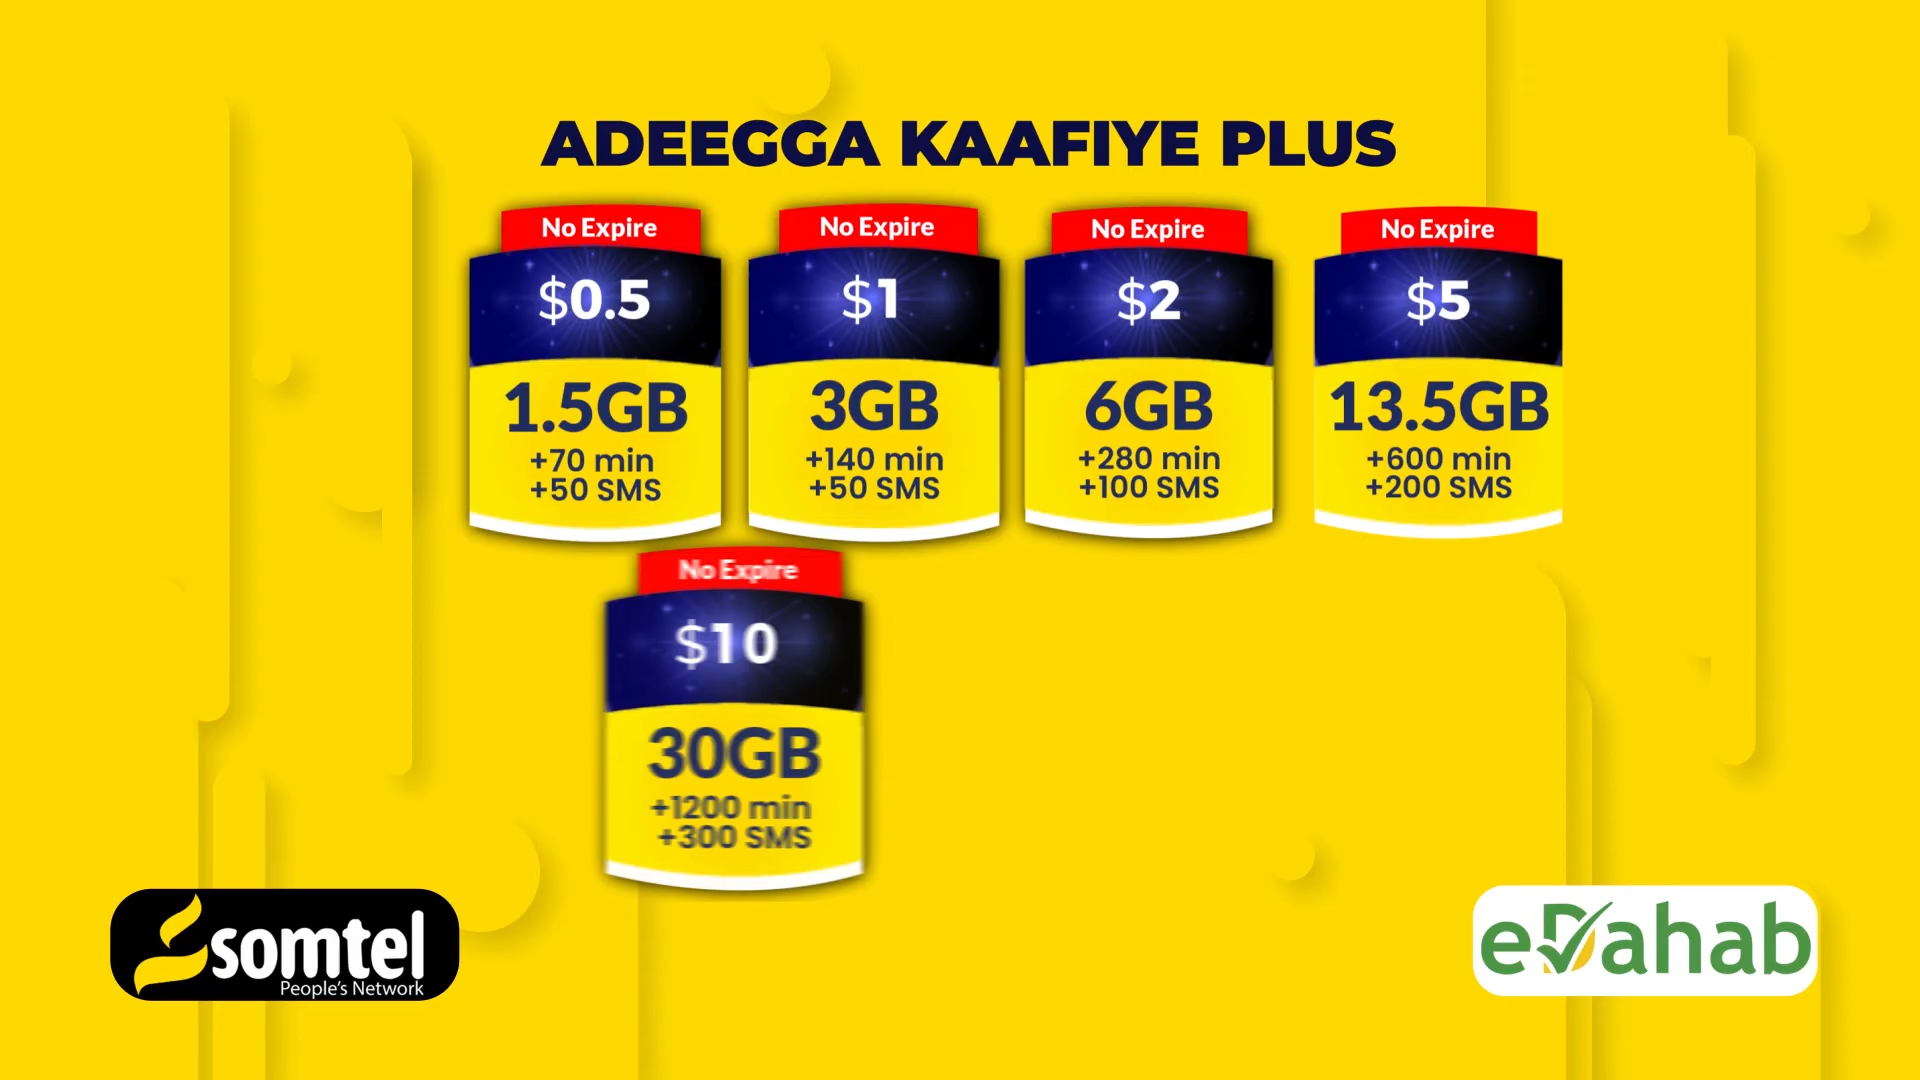 ADEEGGA KAAFIYE PLUS
No Expire
$0.5
1.5GB
+70 min
+50 SMS
No Expire
$1
3GB
+140 min
+50 SMS
No Expire
$2
6GB
+280 min
+100 SMS
No Expire
$5
13.5GB
+600 min
+200 SMS
No Expire
$10
30GB
+1200 min
+300 SMS
somtel
People's Network
eDahab